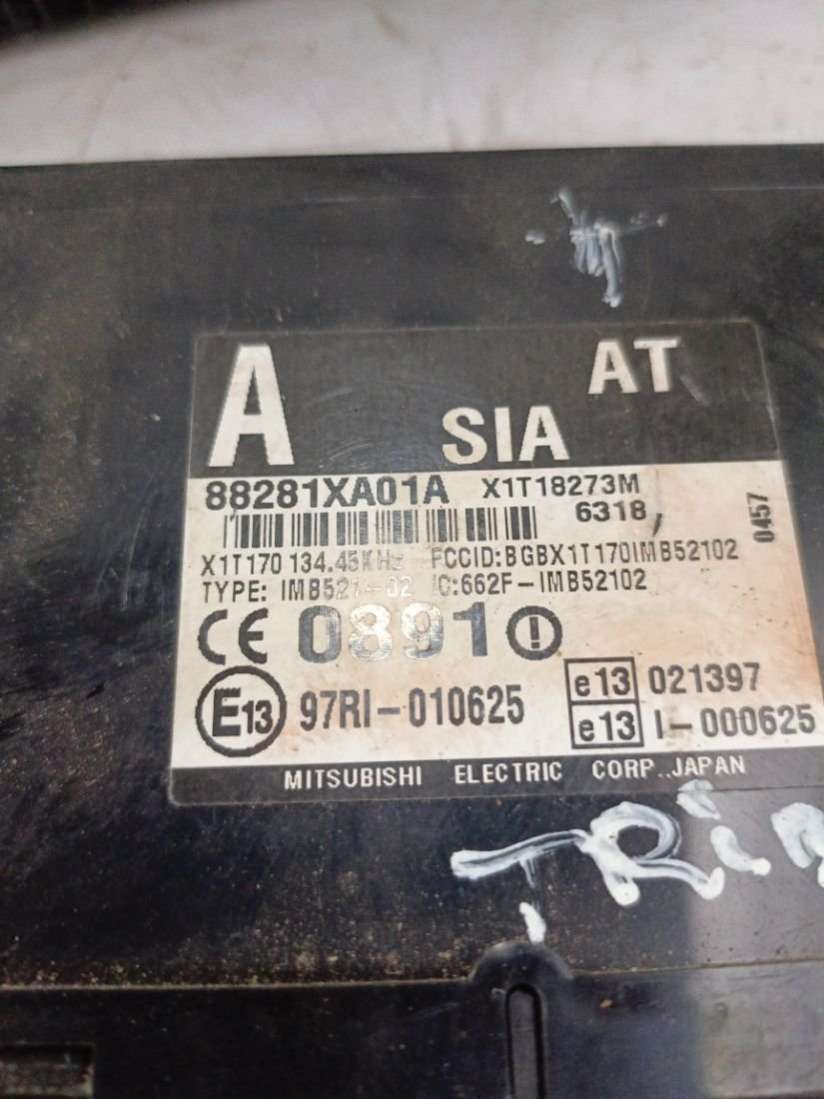 A
AT
SIA
88281XA01A X1T18273M
6318,
0457
X1T170 134.45KHz FCCID:BGBX1T170IMB52102
TYPE: IMB521-02 IC:662F-IMB52102
CE 0891
E13 97RI-010625
e13 021397
e13 I-000625
MITSUBISHI ELECTRIC CORP..JAPAN